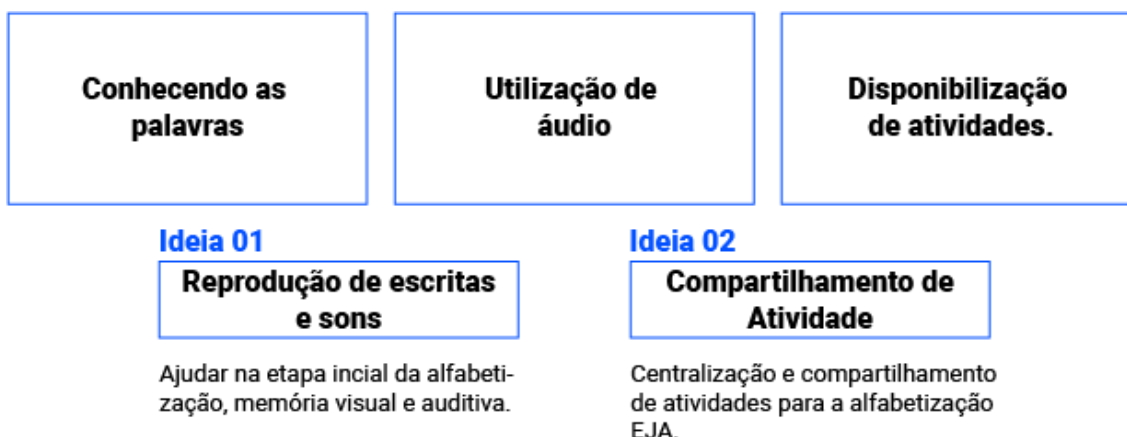 Conhecendo as
palavras
Utilização de
áudio
Disponibilização
de atividades.
Ideia 01
Reprodução de escritas
e sons
Ajudar na etapa incial da alfabeti-
zação, memória visual e auditiva.
Ideia 02
Compartilhamento de
Atividade
Centralização e compartilhamento
de atividades para a alfabetização
EJA.